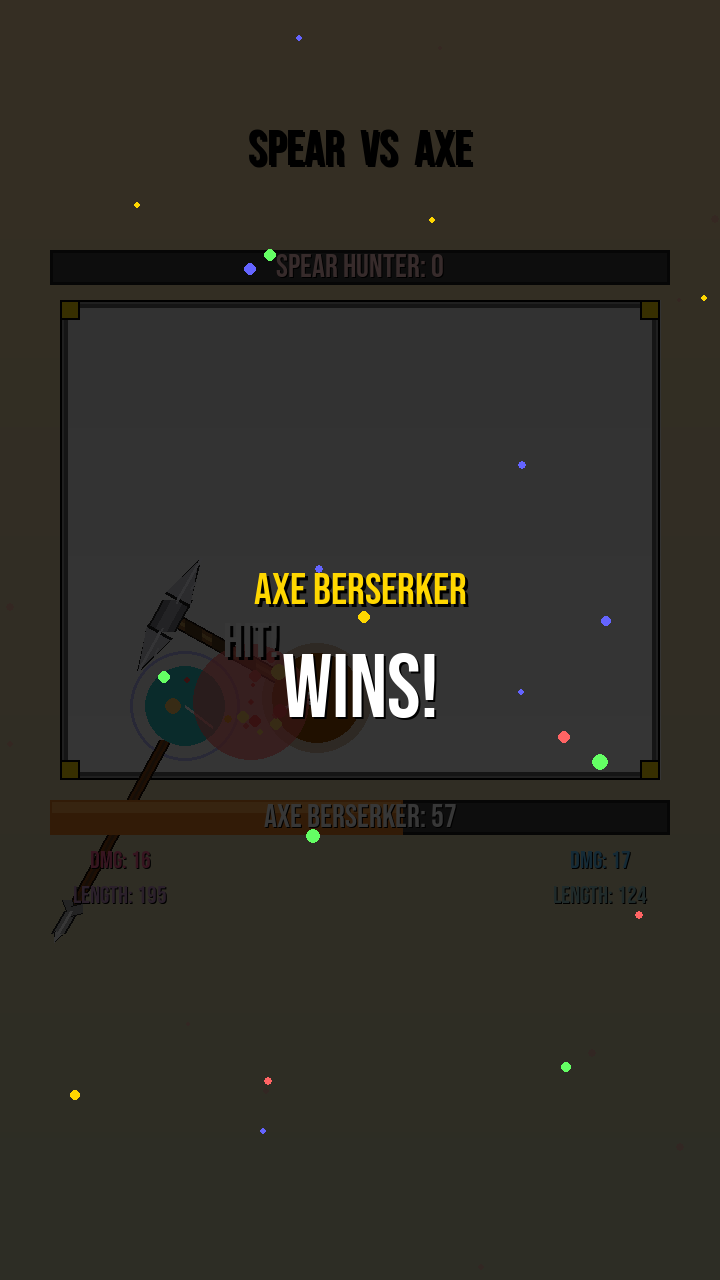 SPEAR VS AXE
SPEAR HUNTER: 0
AXE BERSERKER
HIT!
WINS!
AXE BERSERKER: 57
DMG: 16
DMG: 17
LENGTH: 195
LENGTH: 124